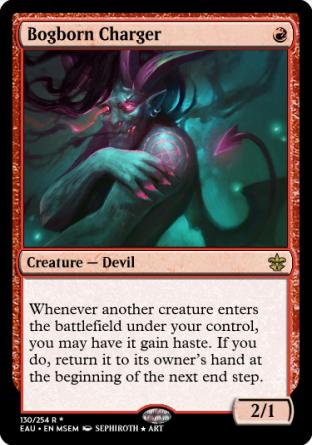 Bogborn Charger
Creature — Devil
Whenever another creature enters
the battlefield under your control,
you may have it gain haste. If you
do, return it to its owner's hand at
the beginning of the next end step.
2/1
130/254 R *
EAU • EN MSEM SEPHIROTH ★ ART